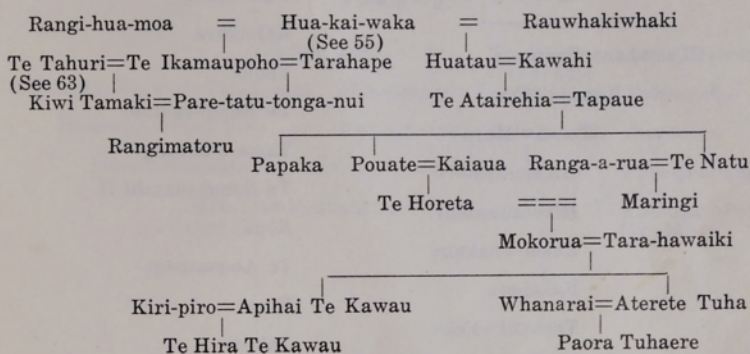 Rangi-hua-moa = Hua-kai-waka = Rauwhakiwhaki
(See 55)
Te Tahuri=Te Ikamaupoho=Tarahape Huatau=Kawahi
(See 63)
Kiwi Tamaki=Pare-tatu-tonga-nui Te Atairehia=Tapaue
Rangimatoru
Papaka Pouate=Kaiaua Ranga-a-rua=Te Natu
Te Horeta === Maringi
Mokorua=Tara-hawaiki
Kiri-piro=Apihai Te Kawau Whanarai=Aterete Tuha
Te Hira Te Kawau Paora Tuhaere